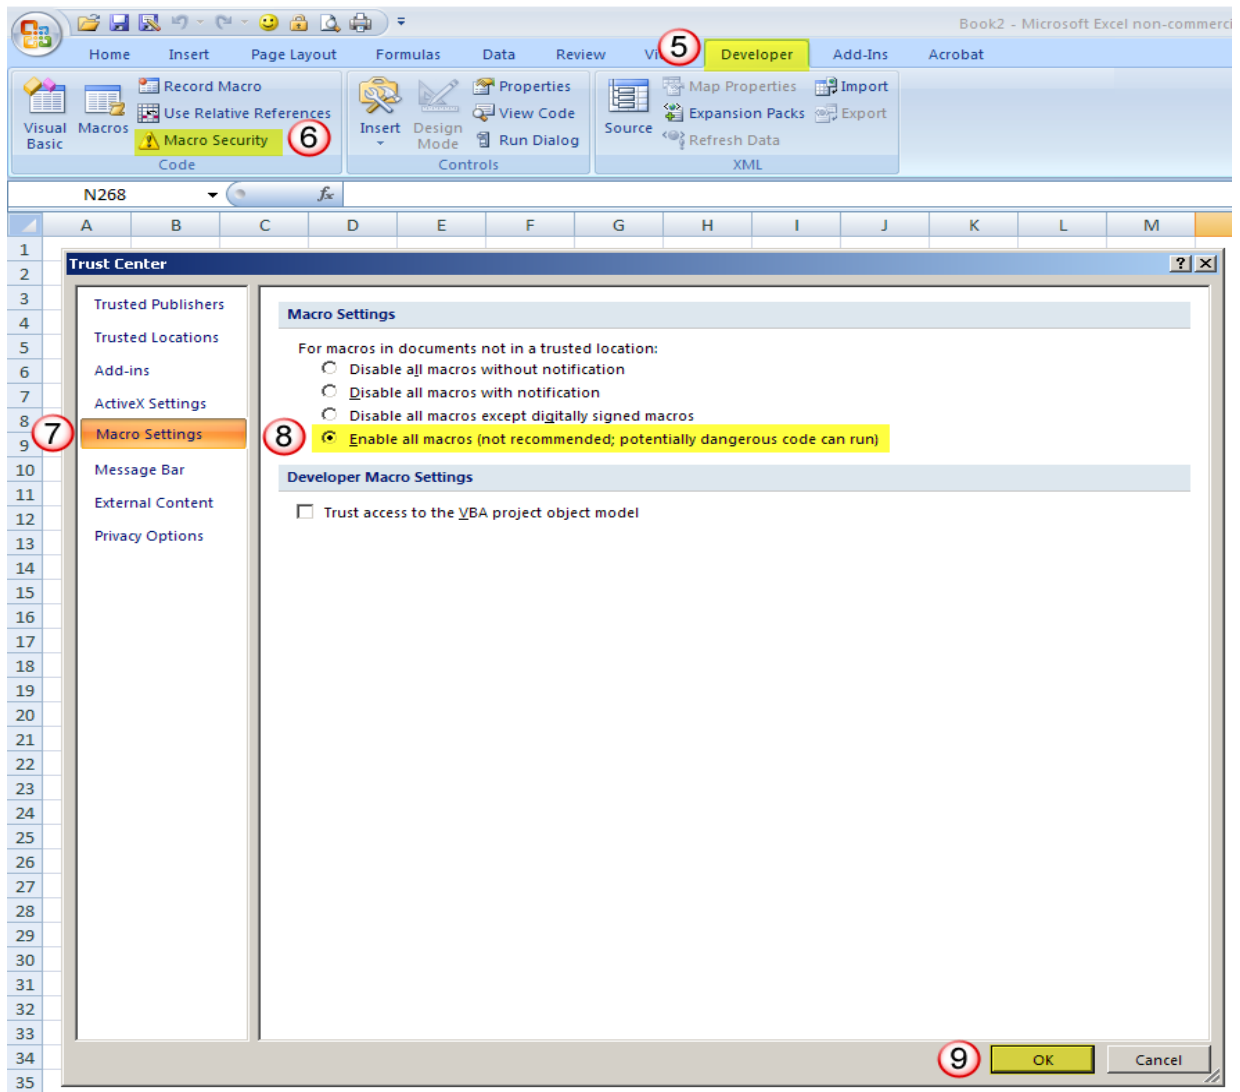 Book2 - Microsoft Excel non-commerci
Home Insert Page Layout Formulas Data Review Vi 5 Developer Add-Ins Acrobat
Visual Basic
Macros
Record Macro
Use Relative References
Macro Security 6
Code
Insert
Design Mode
Properties
View Code
Run Dialog
Controls
Source
Map Properties
Expansion Packs
Refresh Data
Import
Export
XML
N268 fx
A B C D E F G H I J K L M
1
2
3
4
5
6
7
8
9
10
11
12
13
14
15
16
17
18
19
20
21
22
23
24
25
26
27
28
29
30
31
32
33
34
35
Trust Center ?
Trusted Publishers
Trusted Locations
Add-ins
ActiveX Settings
7 Macro Settings
Message Bar
External Content
Privacy Options
Macro Settings
For macros in documents not in a trusted location:
Disable all macros without notification
Disable all macros with notification
Disable all macros except digitally signed macros
8 Enable all macros (not recommended; potentially dangerous code can run)
Developer Macro Settings
Trust access to the VBA project object model
9 OK Cancel